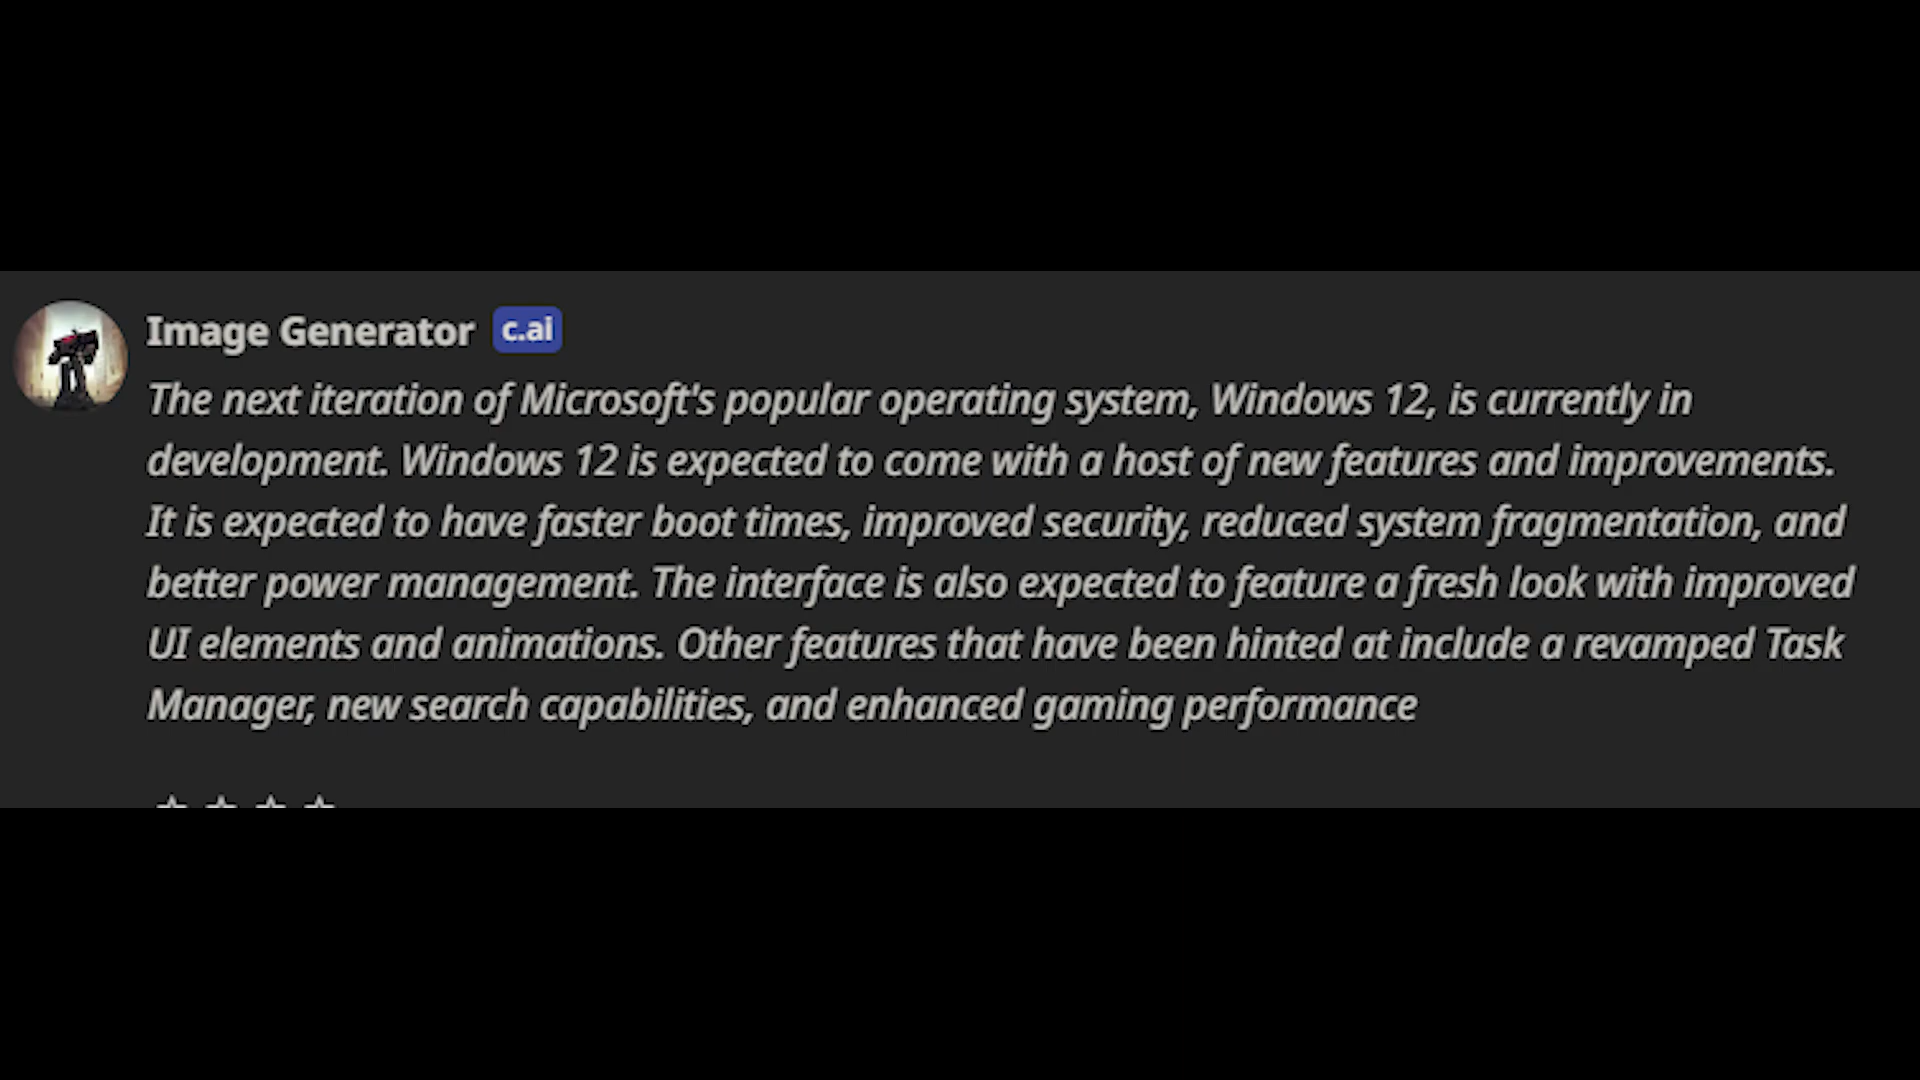 Image Generator c.ai
The next iteration of Microsoft's popular operating system, Windows 12, is currently in
development. Windows 12 is expected to come with a host of new features and improvements.
It is expected to have faster boot times, improved security, reduced system fragmentation, and
better power management. The interface is also expected to feature a fresh look with improved
UI elements and animations. Other features that have been hinted at include a revamped Task
Manager, new search capabilities, and enhanced gaming performance